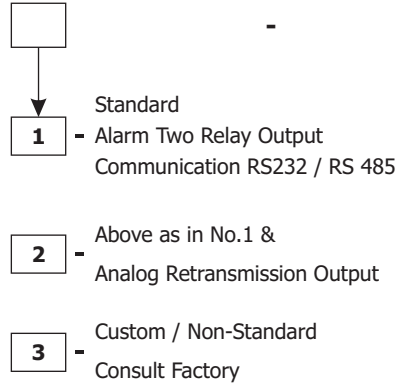 -
Standard
1 - Alarm Two Relay Output
Communication RS232 / RS 485
Above as in No.1 &
2 -
Analog Retransmission Output
Custom / Non-Standard
3 -
Consult Factory